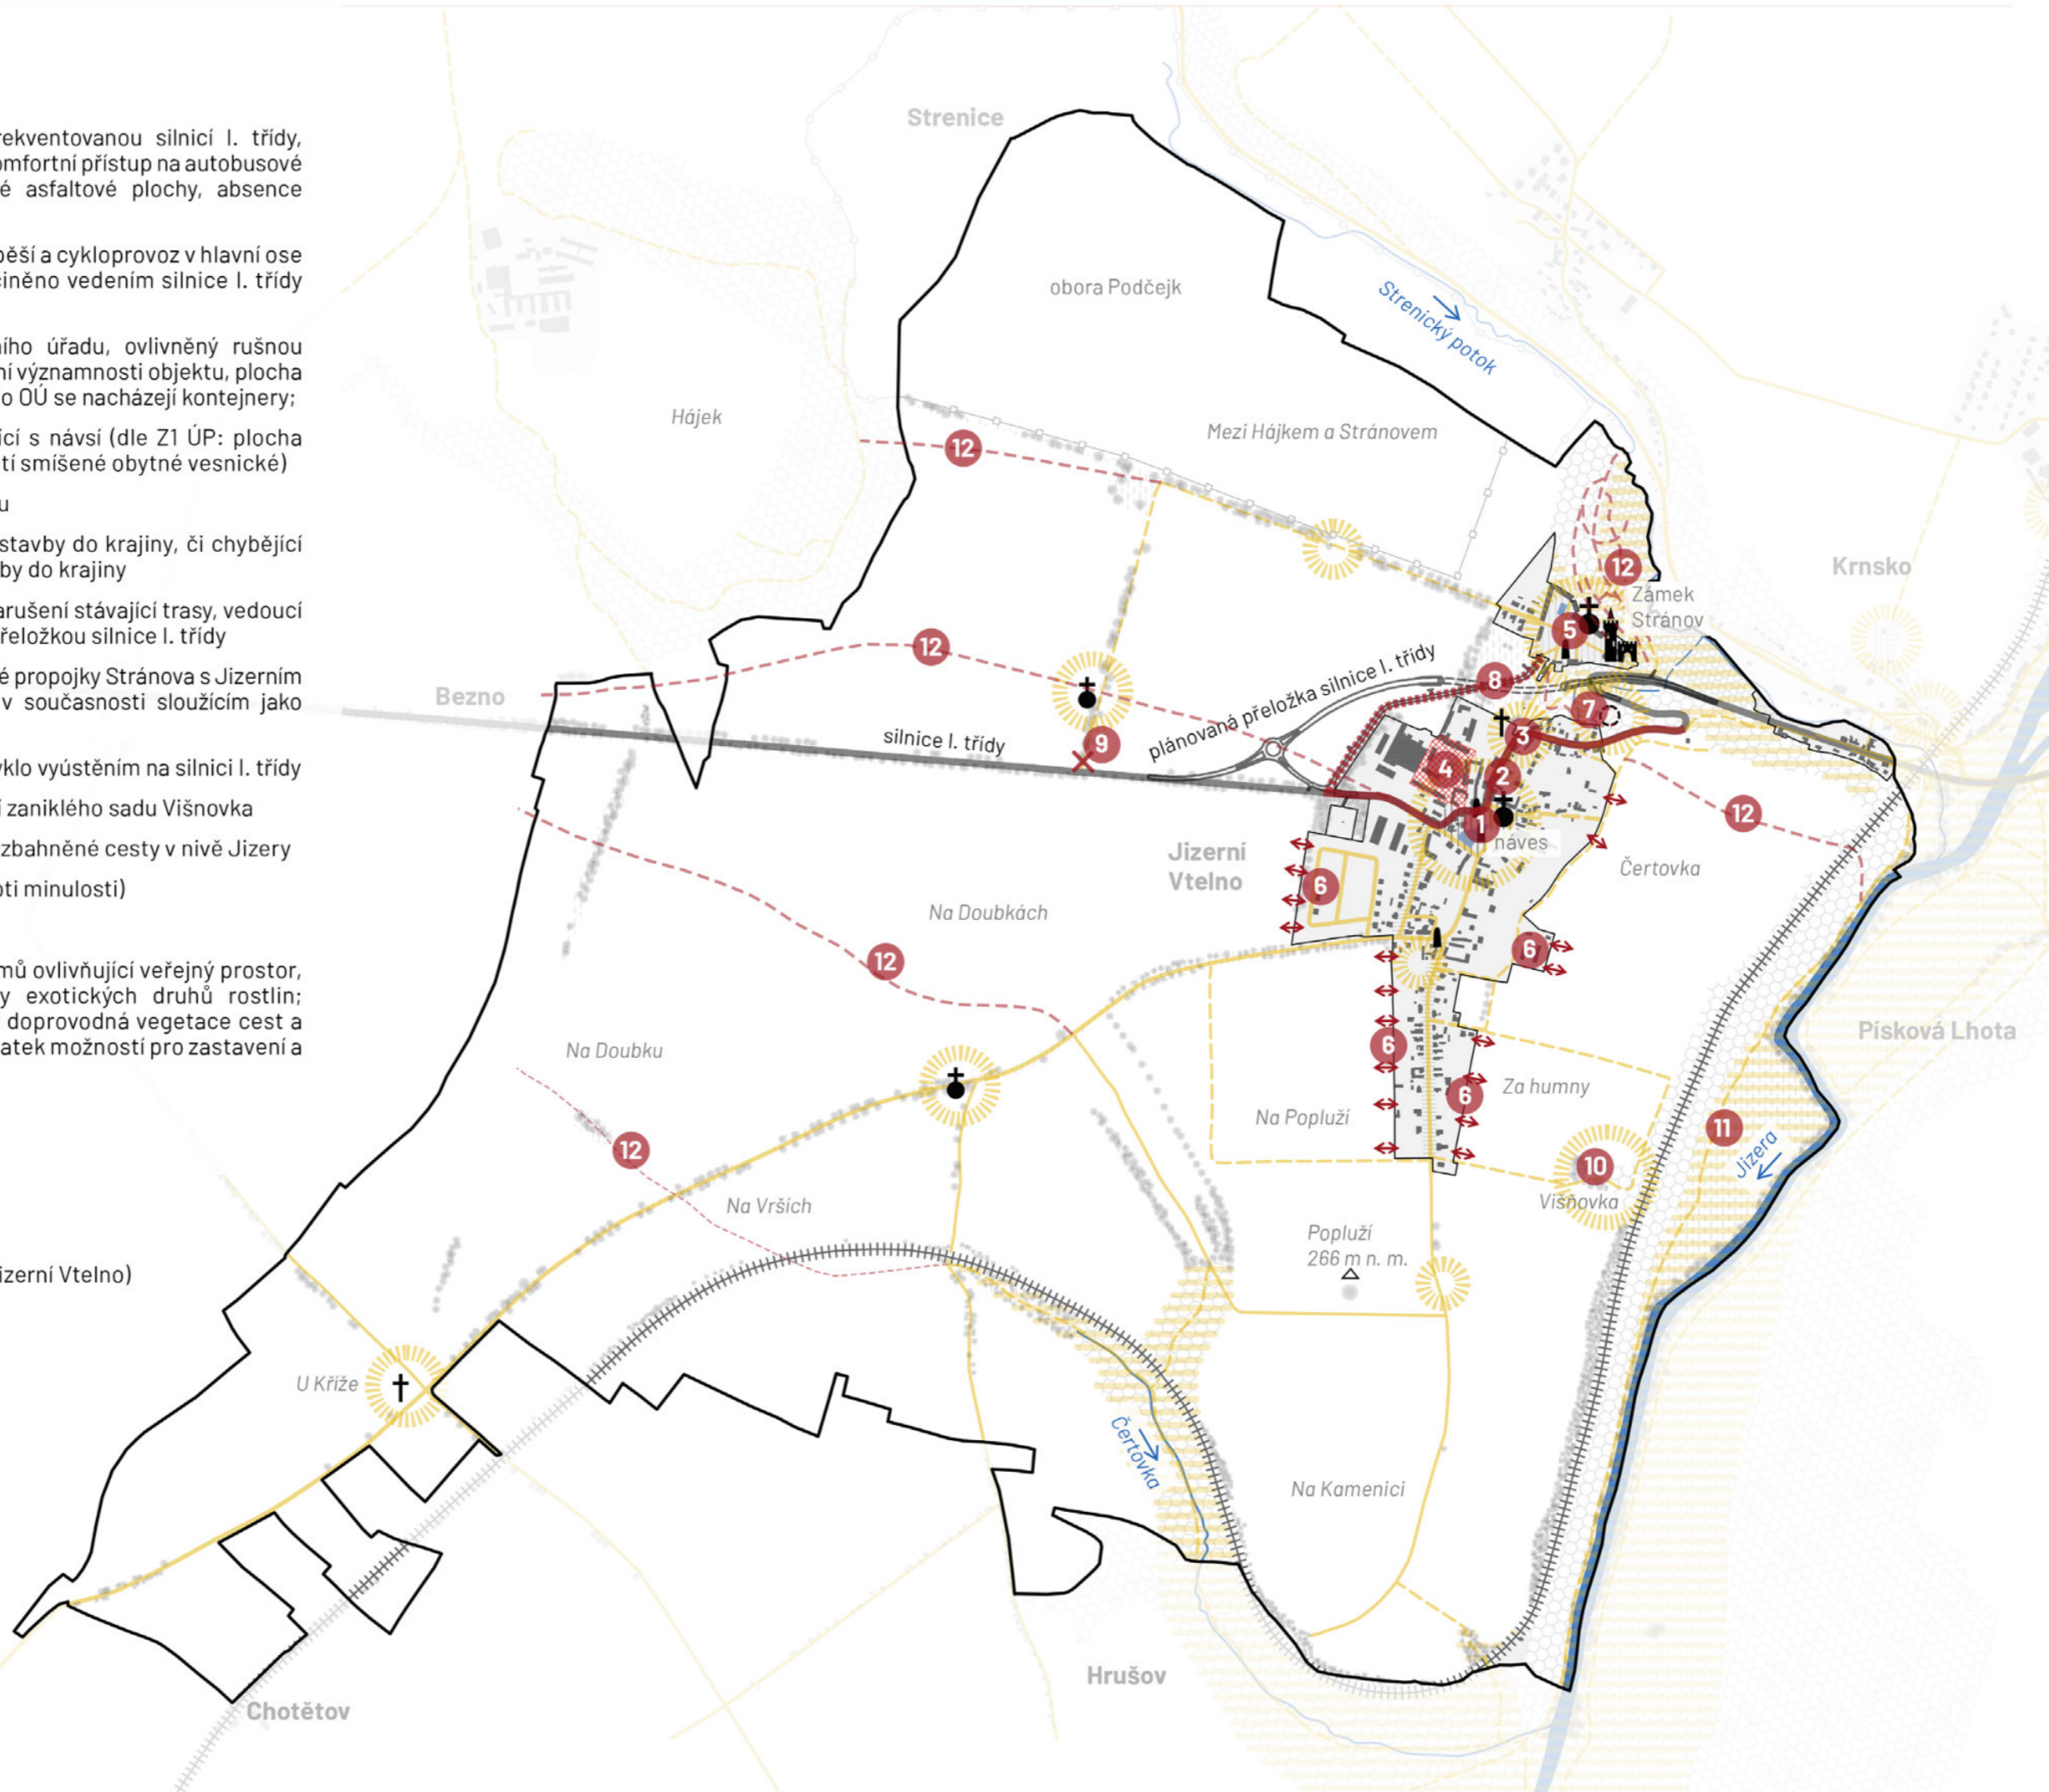 rekventovanou silnicí I. třídy,
omfortní přístup na autobusové
é asfaltové plochy, absence
pěší a cykloprovoz v hlavní ose
činěno vedením silnice I. třídy
ního úřadu, ovlivněný rušnou
ní významnosti objektu, plocha
o OÚ se nacházejí kontejnery;
ící s návsí (dle Z1 ÚP: plocha
tí smíšené obytné vesnické)
u
stavby do krajiny, či chybějící
by do krajiny
arušení stávající trasy, vedoucí
přeložkou silnice I. třídy
é propojky Stránova s Jizerním
v současnosti sloužícím jako
yklo vyústěním na silnici I. třídy
í zaniklého sadu Višnovka
zbahněné cesty v nivě Jizery
oti minulosti)
mů ovlivňující veřejný prostor,
y exotických druhů rostlin;
doprovodná vegetace cest a
atek možností pro zastavení a
izerní Vtelno)
Strenice
obora Podčejk
Strenický potok
Hájek
Mezi Hájkem a Stránovem
12
12
Krnsko
Zámek
Stránov
5
12
Bezno
8
plánovaná přeložka silnice I. třídy
7
silnice I. třídy
9
3
4
2
12
1
náves
Jizerní
Vtelno
Čertovka
6
Na Doubkách
6
12
Písková Lhota
Na Doubku
6
Za humny
6
Na Popluží
11
12
10
Jizera
Višňovka
Na Vrších
Popluží
266 m n. m.
U Kříže
Čertovka
Na Kamenici
Hrušov
Chotětov